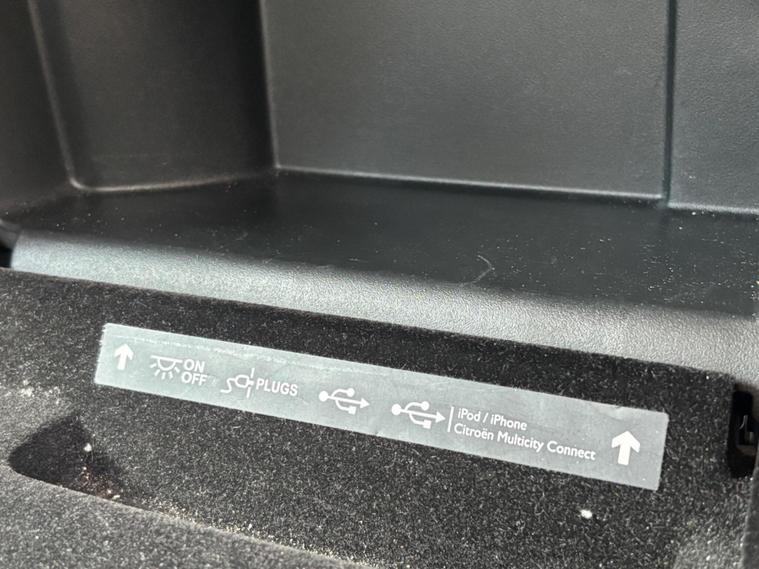 ON
OFF
PLUGS
iPod / iPhone
Citroën Multicity Connect